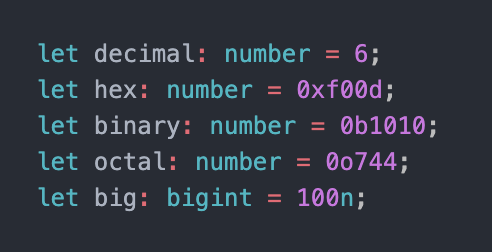 let decimal: number = 6;
let hex: number = 0xf00d;
let binary: number = 0b1010;
let octal: number = 0o744;
let big: bigint = 100n;